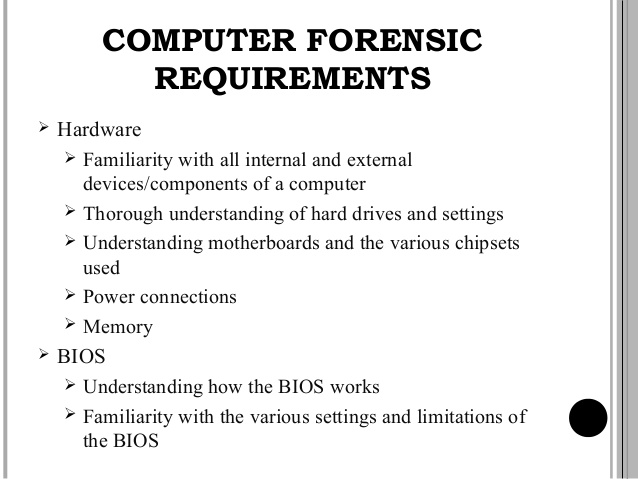 COMPUTER FORENSIC
REQUIREMENTS
➢ Hardware
➢ Familiarity with all internal and external
devices/components of a computer
➢ Thorough understanding of hard drives and settings
➢ Understanding motherboards and the various chipsets
used
➢ Power connections
➢ Memory
➢ BIOS
➢ Understanding how the BIOS works
➢ Familiarity with the various settings and limitations of
the BIOS